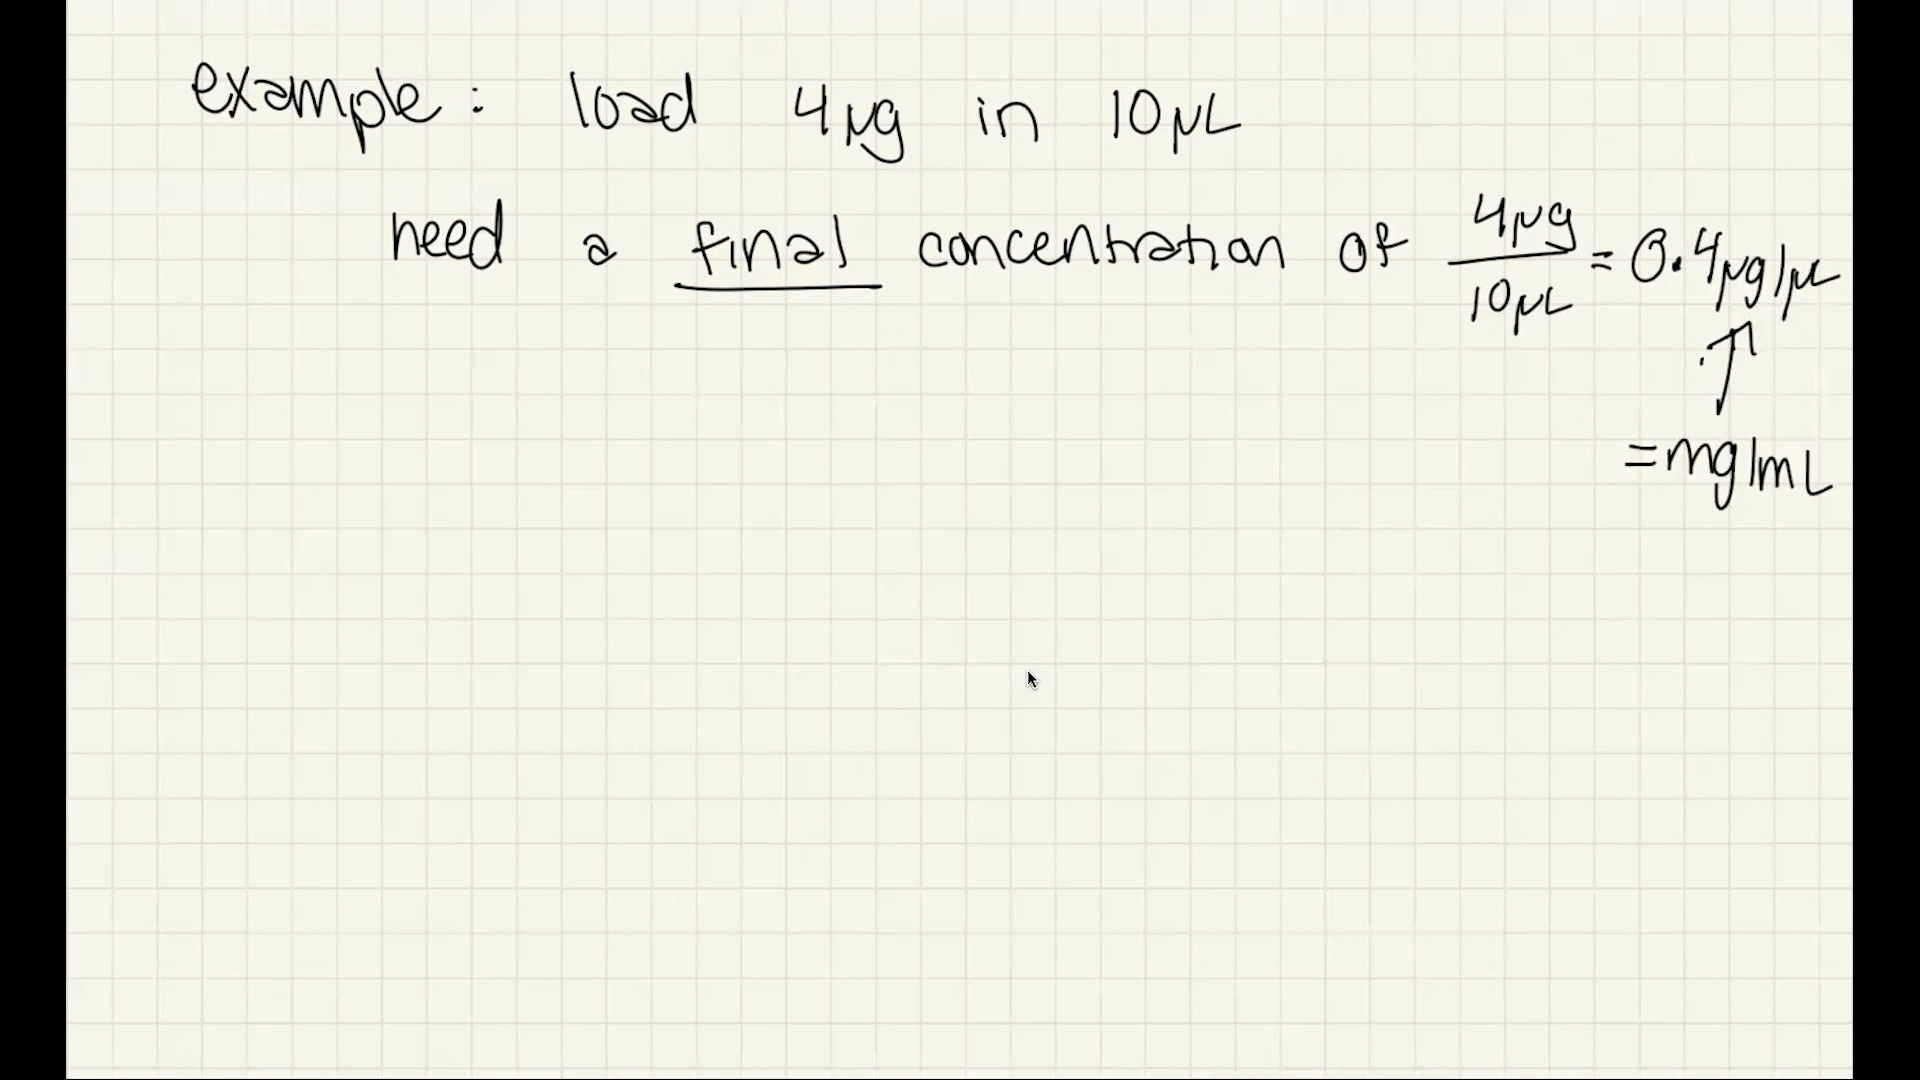 example: load 4µg in 10µL
need a final concentration of 4µg/10µL = 0.4µg/µL
=mg/mL